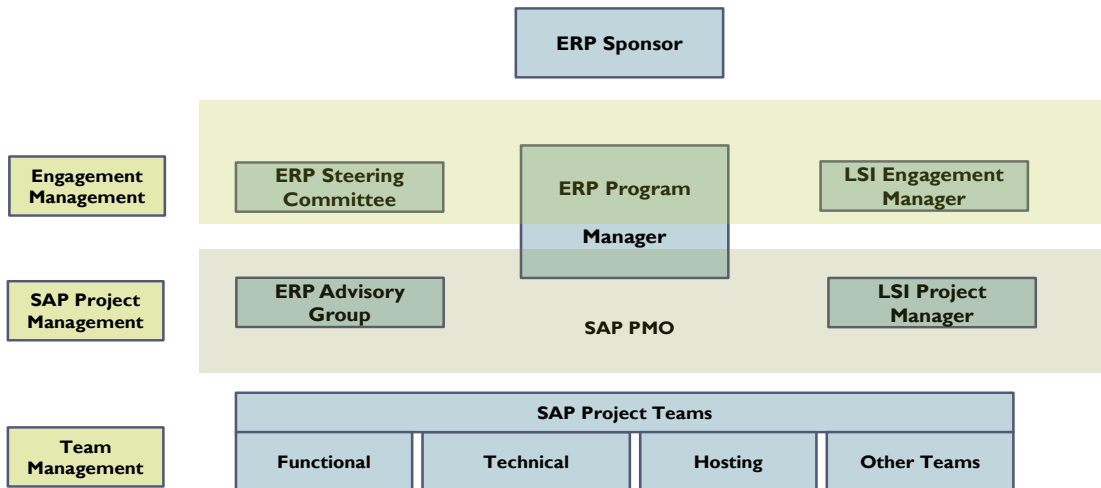 ERP Sponsor
Engagement
Management
ERP Steering
Committee
ERP Program
Manager
LSI Engagement
Manager
SAP Project
Management
ERP Advisory
Group
SAP PMO
LSI Project
Manager
Team
Management
SAP Project Teams
Functional
Technical
Hosting
Other Teams